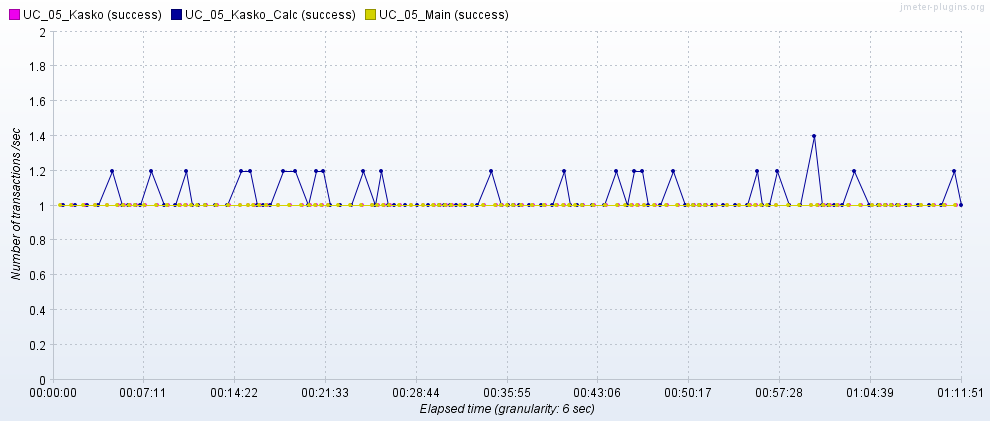 UC_05_Kasko (success) UC_05_Kasko_Calc (success) UC_05_Main (success)
jmeter-plugins.org
2
1.8
1.6
1.4
1.2
1
0.8
0.6
0.4
0.2
0
Number of transactions /sec
00:00:00 00:07:11 00:14:22 00:21:33 00:28:44 00:35:55 00:43:06 00:50:17 00:57:28 01:04:39 01:11:51
Elapsed time (granularity: 6 sec)